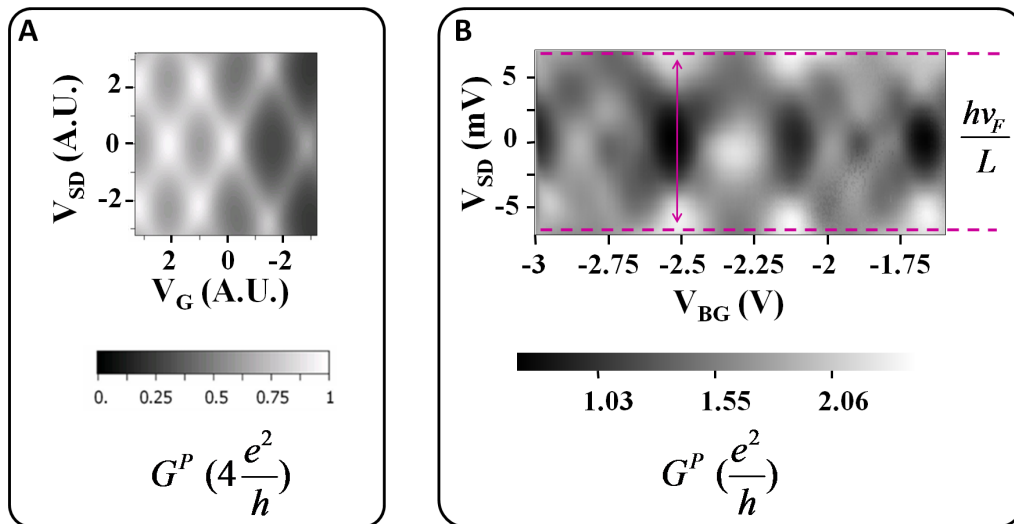 A
V_SD (A.U.)
2
0
-2
2 0 -2
V_G (A.U.)
0. 0.25 0.5 0.75 1
G^P (4 e^2/h)
B
V_SD (mV)
5
0
-5
hv_F/L
-3 -2.75 -2.5 -2.25 -2 -1.75
V_BG (V)
1.03 1.55 2.06
G^P (e^2/h)